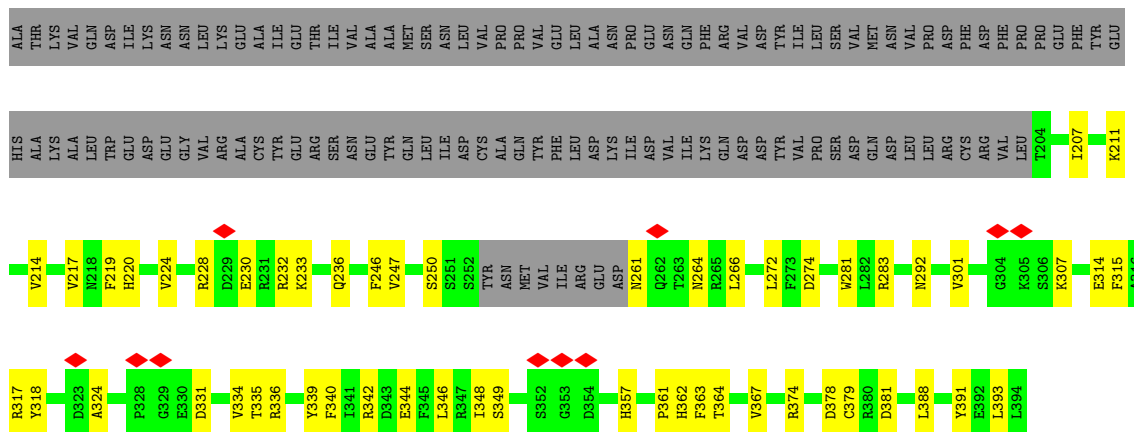 ALA THR LYS VAL GLN ASP ILE LYS ASN ASN LEU LYS GLU ALA ILE GLU THR ILE VAL ALA ALA MET SER ASN LEU VAL PRO PRO VAL GLU LEU ALA ASN PRO GLU ASN GLN PHE ARG VAL ASP TYR ILE LEU SER VAL MET ASN VAL PRO ASP PHE ASP PHE PRO PRO GLU PHE TYR GLU
HIS ALA LYS ALA LEU TRP GLU ASP GLU GLY VAL ARG ALA CYS TYR GLU ARG SER ASN GLU TYR GLN LEU ILE ASP CYS ALA GLN TYR PHE LEU ASP LYS ILE ASP VAL ILE LYS GLN ASP ASP TYR VAL PRO SER ASP GLN ASP LEU LEU ARG CYS ARG VAL LEU T204 I207 K211
V214 V217 N218 F219 H220 V224 R228 D229 E230 R231 R232 K233 Q236 F246 V247 S250 S251 S252 TYR ASN MET VAL ILE ARG GLU ASP N261 Q262 T263 N264 R265 L266 L272 F273 D274 W281 L282 R283 N292 V301 G304 K305 S306 K307 E314 F315 A316
R317 Y318 D323 A324 P328 G329 E330 D331 V334 T335 R336 Y339 F340 I341 R342 D343 E344 F345 L346 R347 I348 S349 S352 G353 D354 H357 P361 H362 F363 T364 V367 R374 D378 C379 R380 D381 L388 Y391 E392 L393 L394